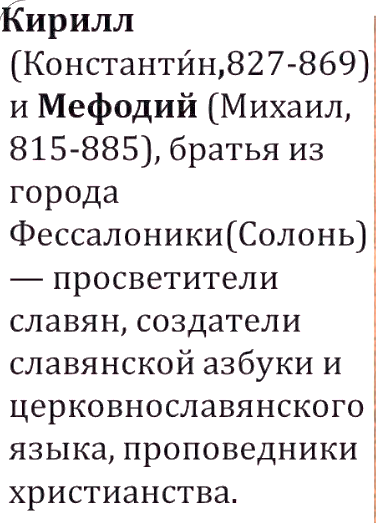 Кирилл
(Константи́н,827-869)
и Мефодий (Михаил,
815-885), братья из
города
Фессалоники(Солонь)
— просветители
славян, создатели
славянской азбуки и
церковнославянского
языка, проповедники
христианства.